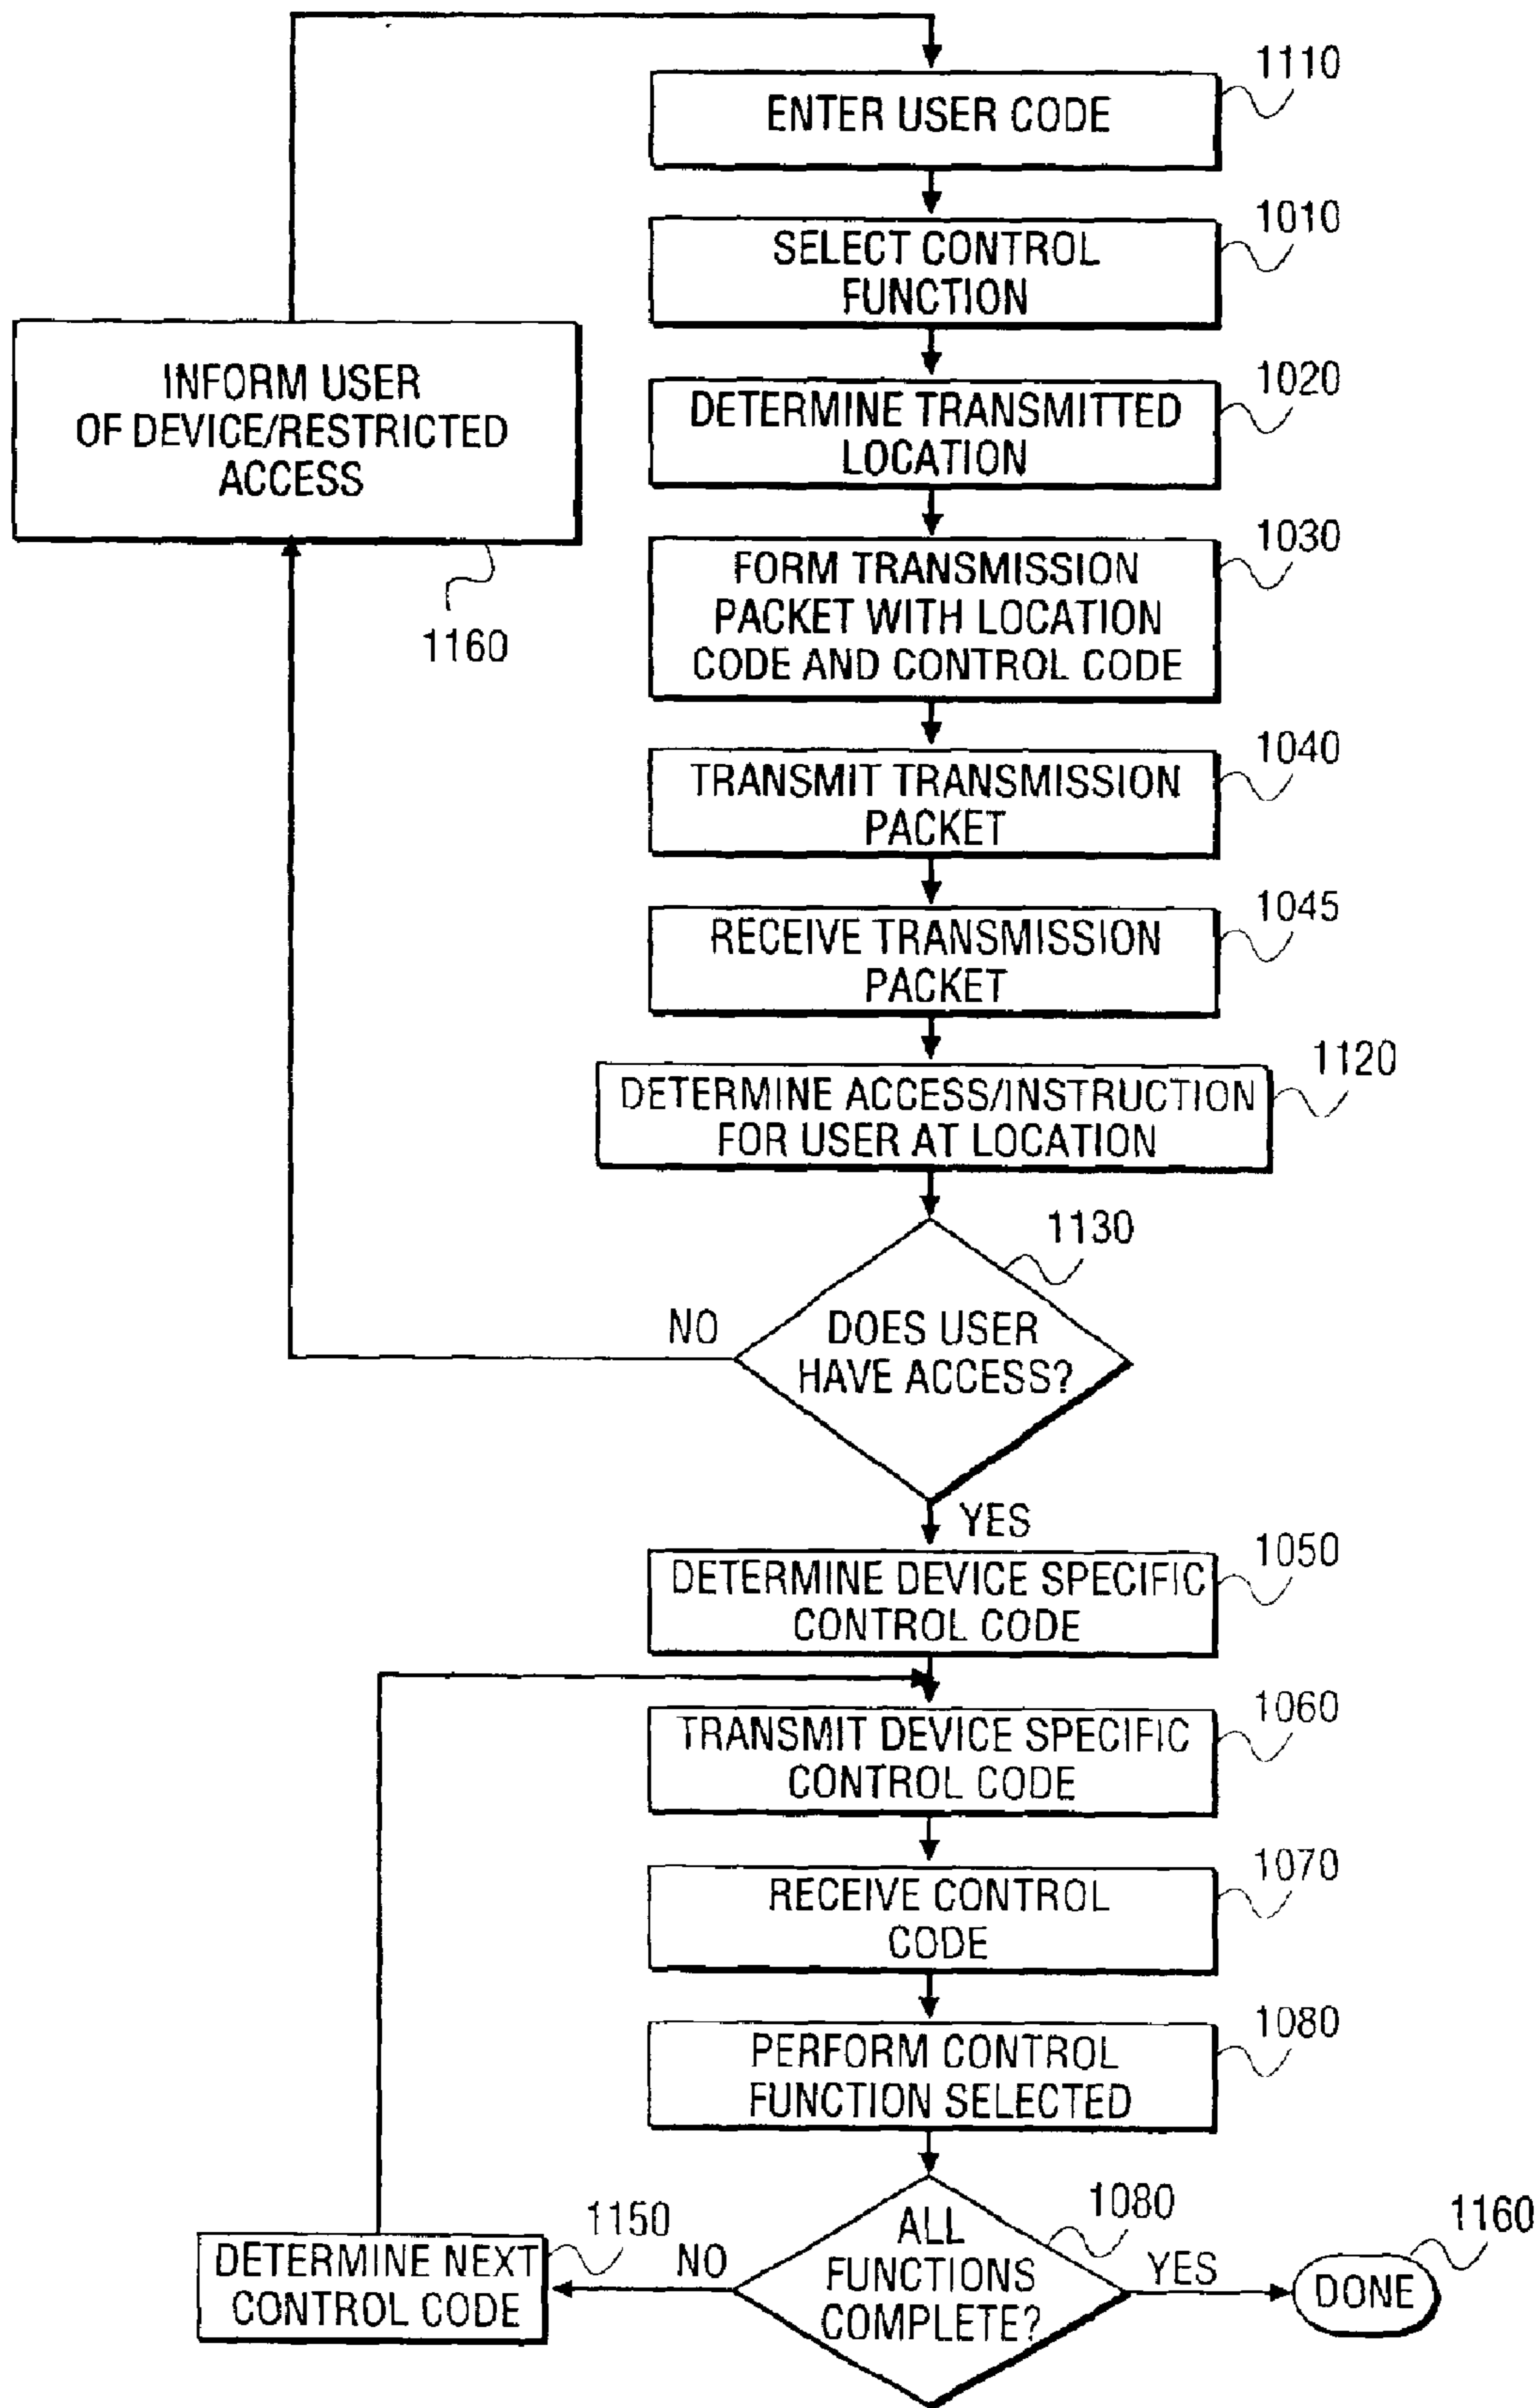 1110
ENTER USER CODE
1010
SELECT CONTROL
FUNCTION
INFORM USER
OF DEVICE/RESTRICTED
ACCESS
1160
1020
DETERMINE TRANSMITTED
LOCATION
1030
FORM TRANSMISSION
PACKET WITH LOCATION
CODE AND CONTROL CODE
1040
TRANSMIT TRANSMISSION
PACKET
1045
RECEIVE TRANSMISSION
PACKET
1120
DETERMINE ACCESS/INSTRUCTION
FOR USER AT LOCATION
1130
DOES USER
HAVE ACCESS?
NO
YES
1050
DETERMINE DEVICE SPECIFIC
CONTROL CODE
1060
TRANSMIT DEVICE SPECIFIC
CONTROL CODE
1070
RECEIVE CONTROL
CODE
1080
PERFORM CONTROL
FUNCTION SELECTED
1080
ALL
FUNCTIONS
COMPLETE?
NO
1150
DETERMINE NEXT
CONTROL CODE
YES
1160
DONE